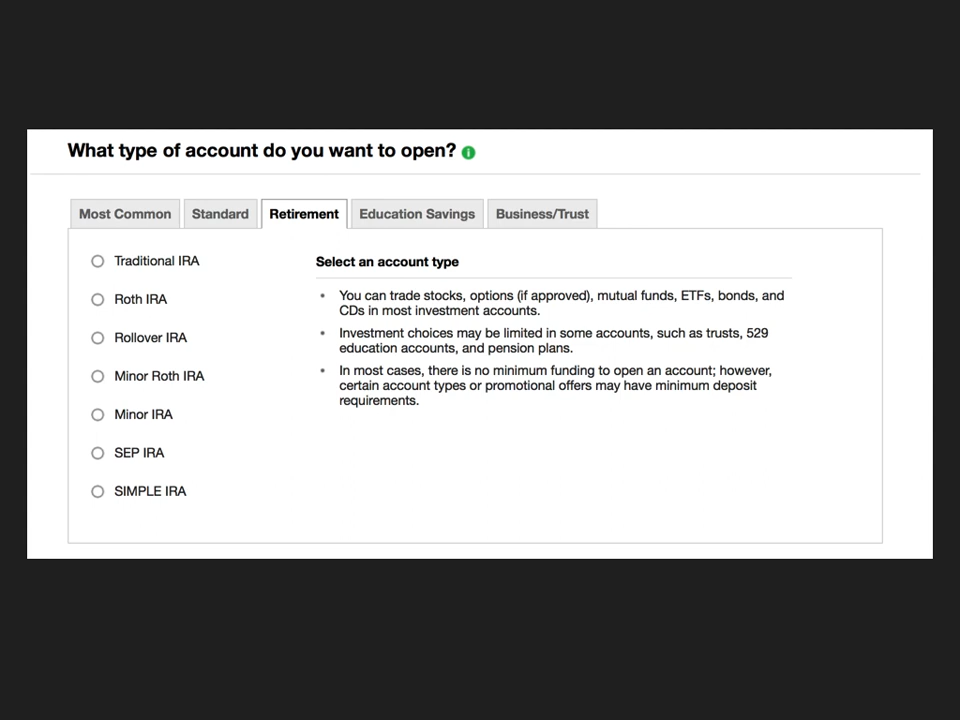 What type of account do you want to open?
Most Common Standard Retirement Education Savings Business/Trust
Traditional IRA
Roth IRA
Rollover IRA
Minor Roth IRA
Minor IRA
SEP IRA
SIMPLE IRA
Select an account type
• You can trade stocks, options (if approved), mutual funds, ETFs, bonds, and
CDs in most investment accounts.
• Investment choices may be limited in some accounts, such as trusts, 529
education accounts, and pension plans.
• In most cases, there is no minimum funding to open an account; however,
certain account types or promotional offers may have minimum deposit
requirements.